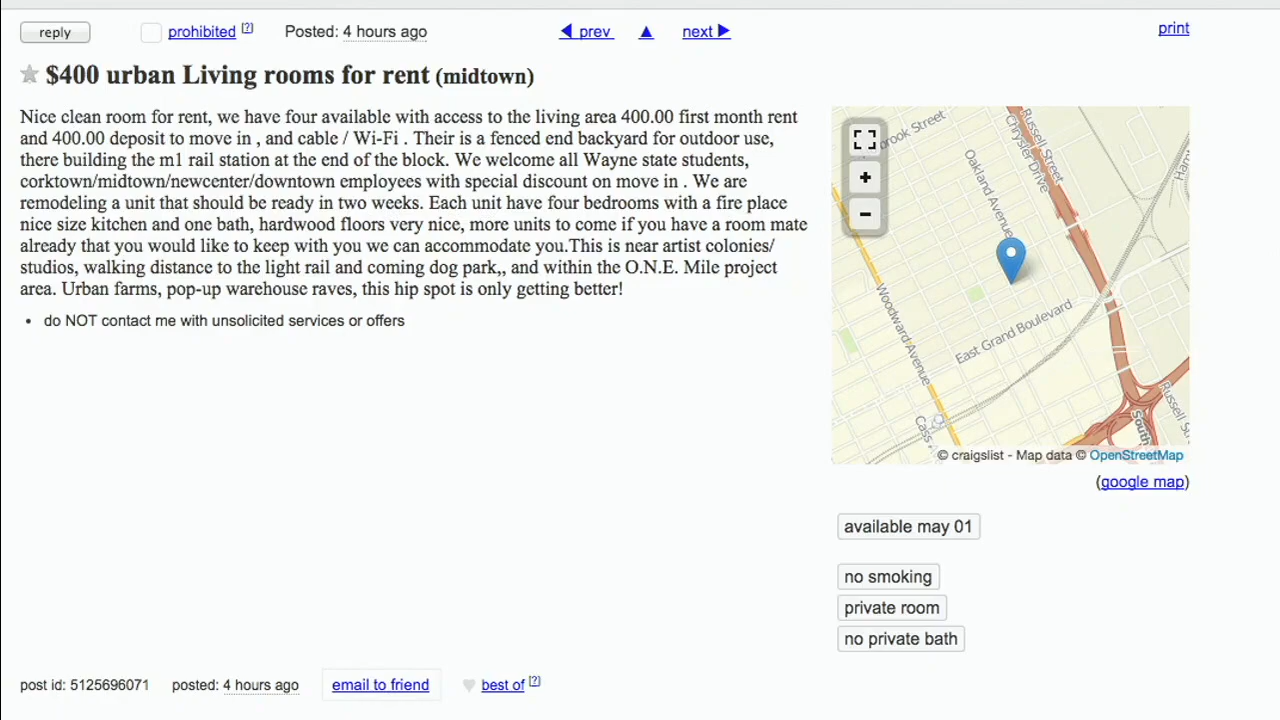 reply prohibited [?] Posted: 4 hours ago ◀ prev ▲ next ▶ print
$400 urban Living rooms for rent (midtown)
Nice clean room for rent, we have four available with access to the living area 400.00 first month rent
and 400.00 deposit to move in , and cable / Wi-Fi . Their is a fenced end backyard for outdoor use,
there building the m1 rail station at the end of the block. We welcome all Wayne state students,
corktown/midtown/newcenter/downtown employees with special discount on move in . We are
remodeling a unit that should be ready in two weeks. Each unit have four bedrooms with a fire place
nice size kitchen and one bath, hardwood floors very nice, more units to come if you have a room mate
already that you would like to keep with you we can accommodate you.This is near artist colonies/
studios, walking distance to the light rail and coming dog park,, and within the O.N.E. Mile project
area. Urban farms, pop-up warehouse raves, this hip spot is only getting better!
• do NOT contact me with unsolicited services or offers
+
-
brook Street
Oakland Avenue
Russell Street
Chrysler Drive
Woodward Avenue
East Grand Boulevard
Cass
Russell St
South
© craigslist - Map data © OpenStreetMap
(google map)
available may 01
no smoking
private room
no private bath
post id: 5125696071 posted: 4 hours ago email to friend best of [?]